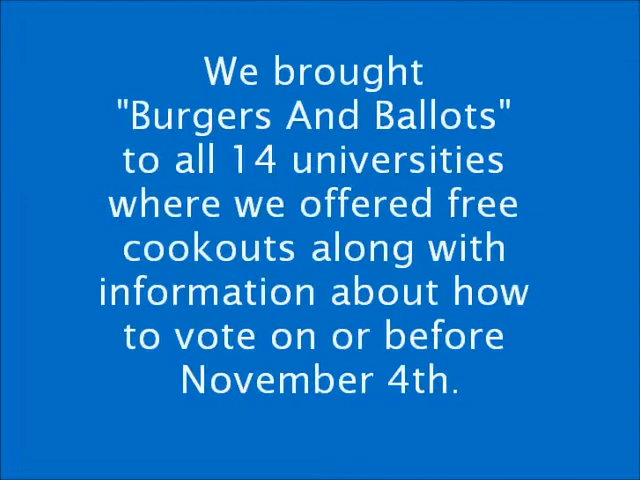 We brought
"Burgers And Ballots"
to all 14 universities
where we offered free
cookouts along with
information about how
to vote on or before
November 4th.